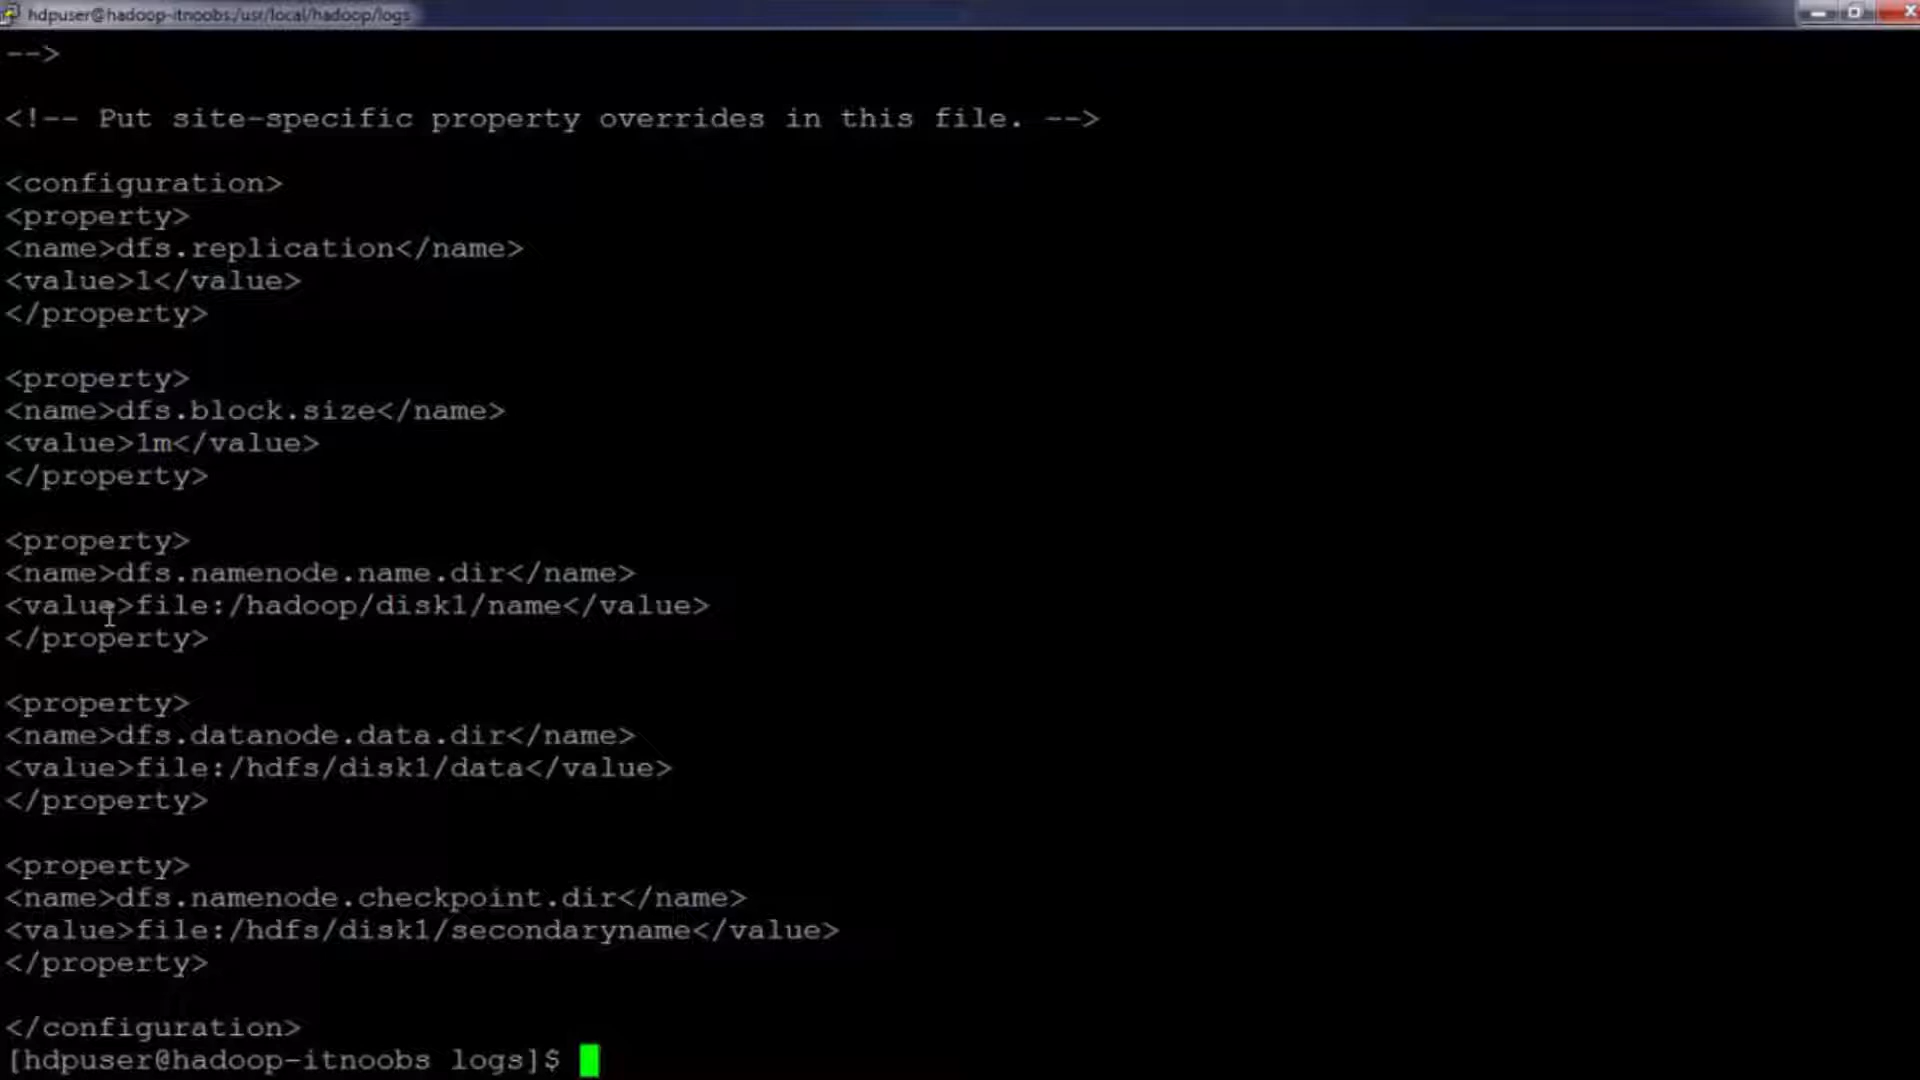 hdpuser@hadoop-itnoobs:/usr/local/hadoop/logs
-->
<!-- Put site-specific property overrides in this file. -->
<configuration>
<property>
<name>dfs.replication</name>
<value>1</value>
</property>
<property>
<name>dfs.block.size</name>
<value>1m</value>
</property>
<property>
<name>dfs.namenode.name.dir</name>
<value>file:/hadoop/disk1/name</value>
</property>
<property>
<name>dfs.datanode.data.dir</name>
<value>file:/hdfs/disk1/data</value>
</property>
<property>
<name>dfs.namenode.checkpoint.dir</name>
<value>file:/hdfs/disk1/secondaryname</value>
</property>
</configuration>
[hdpuser@hadoop-itnoobs logs]$